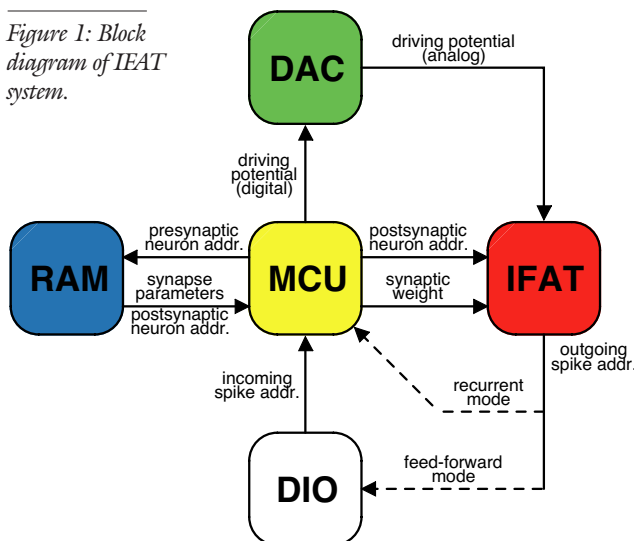 Figure 1: Block
diagram of IFAT
system.
DAC
driving potential
(analog)
driving
potential
(digital)
presynaptic
neuron addr.
postsynaptic
neuron addr.
RAM
MCU
IFAT
synapse
parameters
postsynaptic
neuron addr.
synaptic
weight
outgoing
spike addr.
incoming
spike addr.
recurrent
mode
feed-forward
mode
DIO